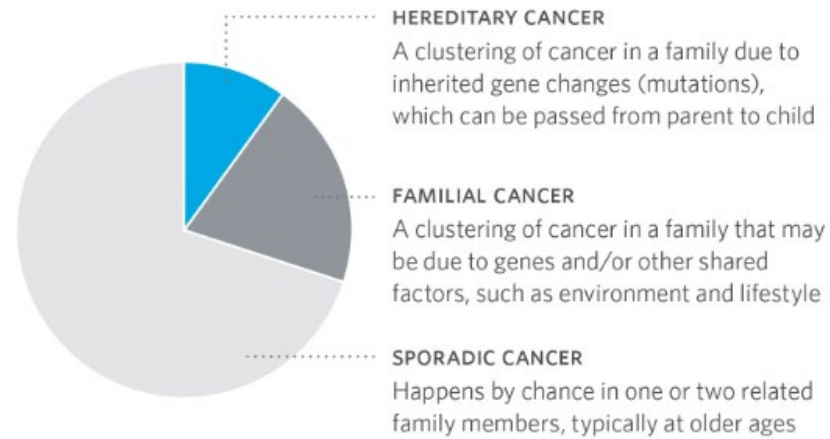 HEREDITARY CANCER
A clustering of cancer in a family due to
inherited gene changes (mutations),
which can be passed from parent to child
FAMILIAL CANCER
A clustering of cancer in a family that may
be due to genes and/or other shared
factors, such as environment and lifestyle
SPORADIC CANCER
Happens by chance in one or two related
family members, typically at older ages